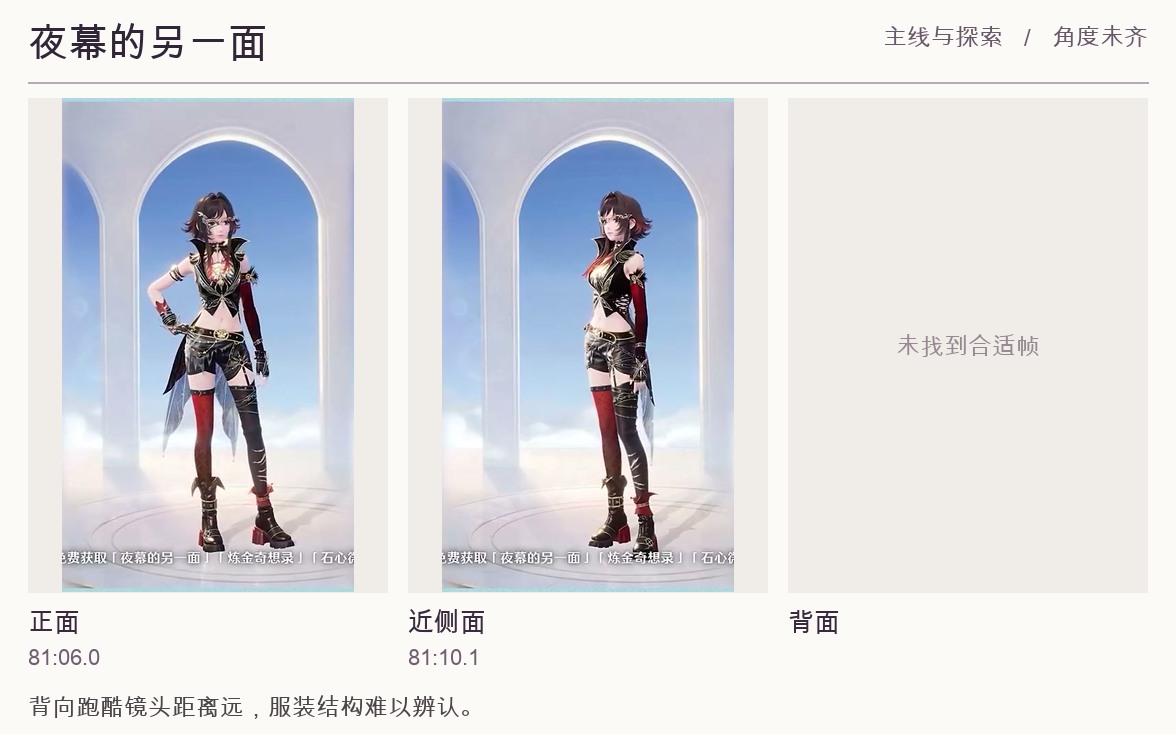 夜幕的另一面
主线与探索 / 角度未齐
免费获取「夜幕的另一面」「炼金奇想录」「石心
免费获取「夜幕的另一面」「炼金奇想录」「石心
未找到合适帧
正面
近侧面
背面
81:06.0
81:10.1
背向跑酷镜头距离远，服装结构难以辨认。